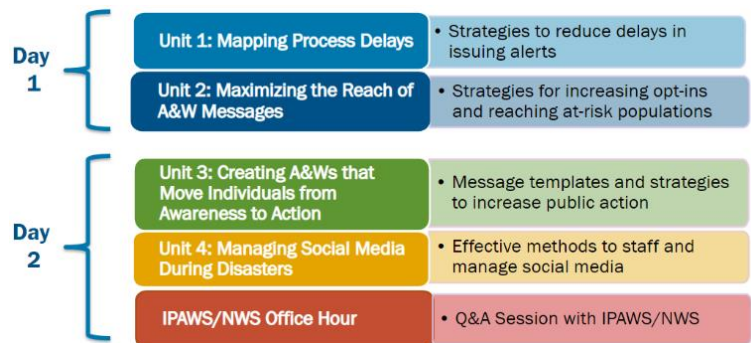 Day
1
Unit 1: Mapping Process Delays
• Strategies to reduce delays in
issuing alerts
Unit 2: Maximizing the Reach of
A&W Messages
• Strategies for increasing opt-ins
and reaching at-risk populations
Day
2
Unit 3: Creating A&Ws that
Move Individuals from
Awareness to Action
• Message templates and strategies
to increase public action
Unit 4: Managing Social Media
During Disasters
• Effective methods to staff and
manage social media
IPAWS/NWS Office Hour
• Q&A Session with IPAWS/NWS